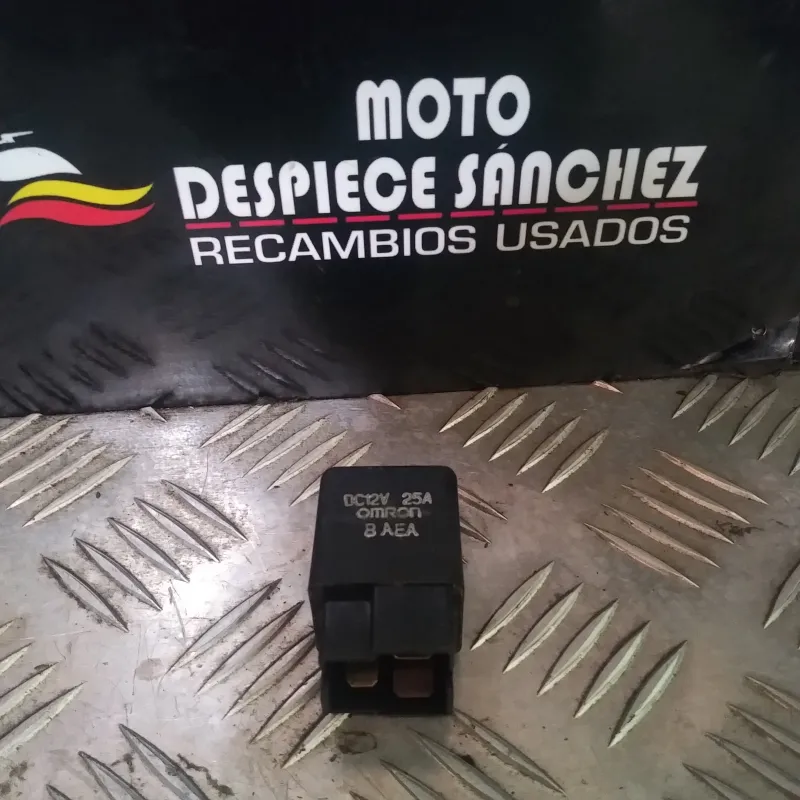 MOTO
DESPIECE SÁNCHEZ
RECAMBIOS USADOS
DC12V 25A
OMRON
8 AEA